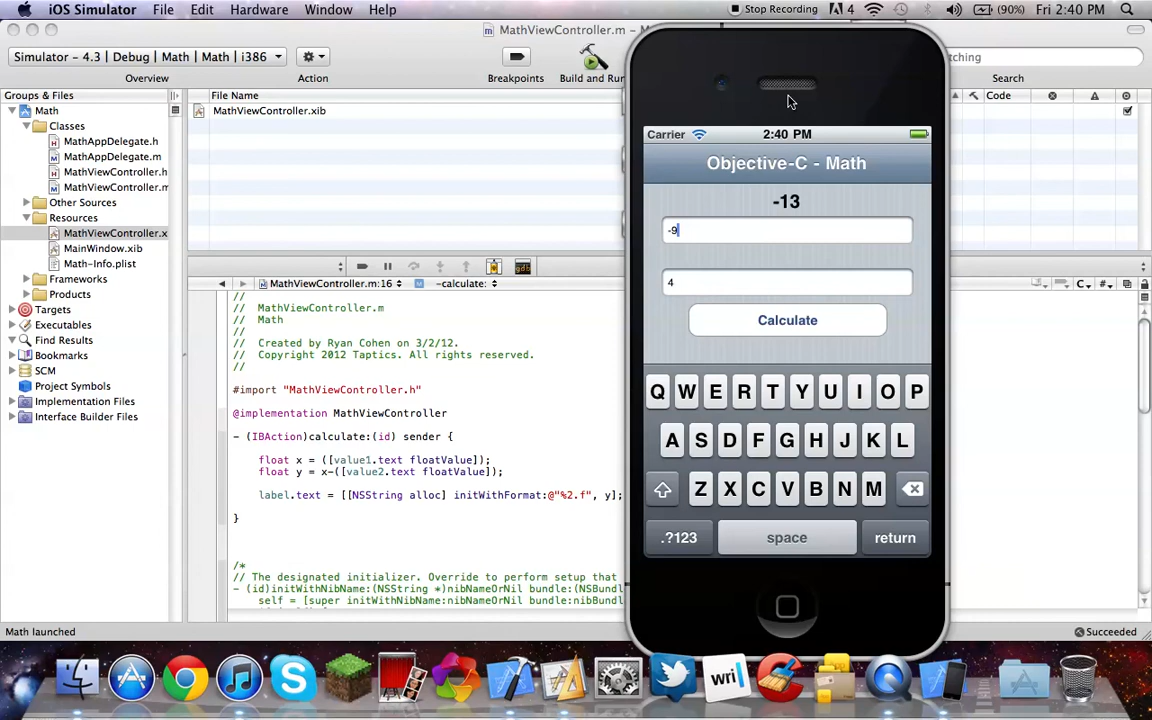 iOS Simulator File Edit Hardware Window Help
Stop Recording 4 (90%) Fri 2:40 PM
MathViewController.m - M
Simulator - 4.3 | Debug | Math | Math | i386
ching
Overview Action Breakpoints Build and Run Search
Groups & Files
File Name
Code
Math
MathViewController.xib
Classes
MathAppDelegate.h
MathAppDelegate.m
MathViewController.h
MathViewController.m
Other Sources
Resources
MathViewController.x
MainWindow.xib
Math-Info.plist
Frameworks
Products
Targets
Executables
Find Results
Bookmarks
SCM
Project Symbols
Implementation Files
Interface Builder Files
MathViewController.m:16 -calculate:
C, #,
//
// MathViewController.m
// Math
//
// Created by Ryan Cohen on 3/2/12.
// Copyright 2012 Taptics. All rights reserved.
//
#import "MathViewController.h"
@implementation MathViewController
- (IBAction)calculate:(id) sender {
float x = ([value1.text floatValue]);
float y = x-([value2.text floatValue]);
label.text = [[NSString alloc] initWithFormat:@"%2.f", y];
}
/*
// The designated initializer. Override to perform setup that
- (id)initWithNibName:(NSString *)nibNameOrNil bundle:(NSBund
self = [super initWithNibName:nibNameOrNil bundle:nibBundl
Carrier 2:40 PM
Objective-C - Math
-13
-9
4
Calculate
Q W E R T Y U I O P
A S D F G H J K L
Z X C V B N M
.?123 space return
Math launched
Succeeded
wri